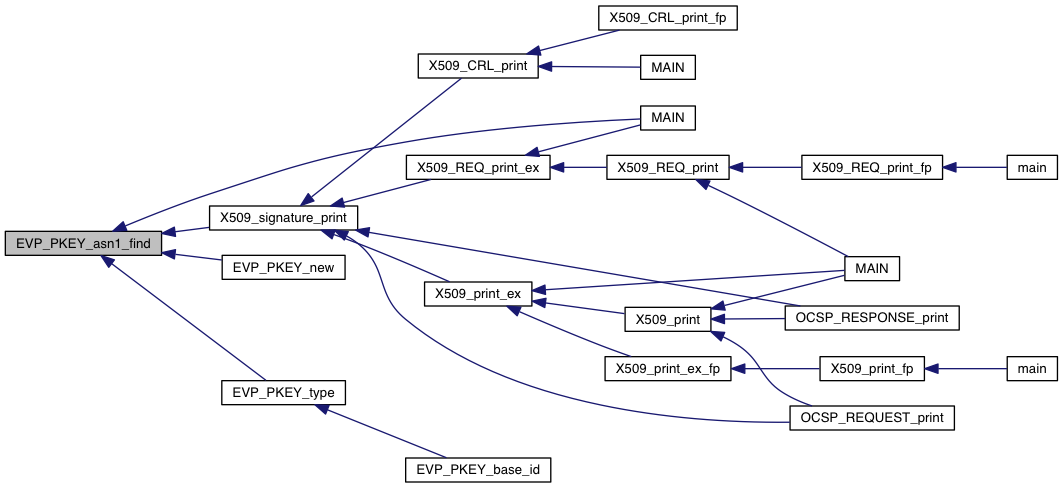 X509_CRL_print_fp
X509_CRL_print
MAIN
MAIN
X509_REQ_print_ex
X509_REQ_print
X509_REQ_print_fp
main
X509_signature_print
EVP_PKEY_asn1_find
EVP_PKEY_new
MAIN
X509_print_ex
X509_print
OCSP_RESPONSE_print
X509_print_ex_fp
X509_print_fp
main
EVP_PKEY_type
OCSP_REQUEST_print
EVP_PKEY_base_id